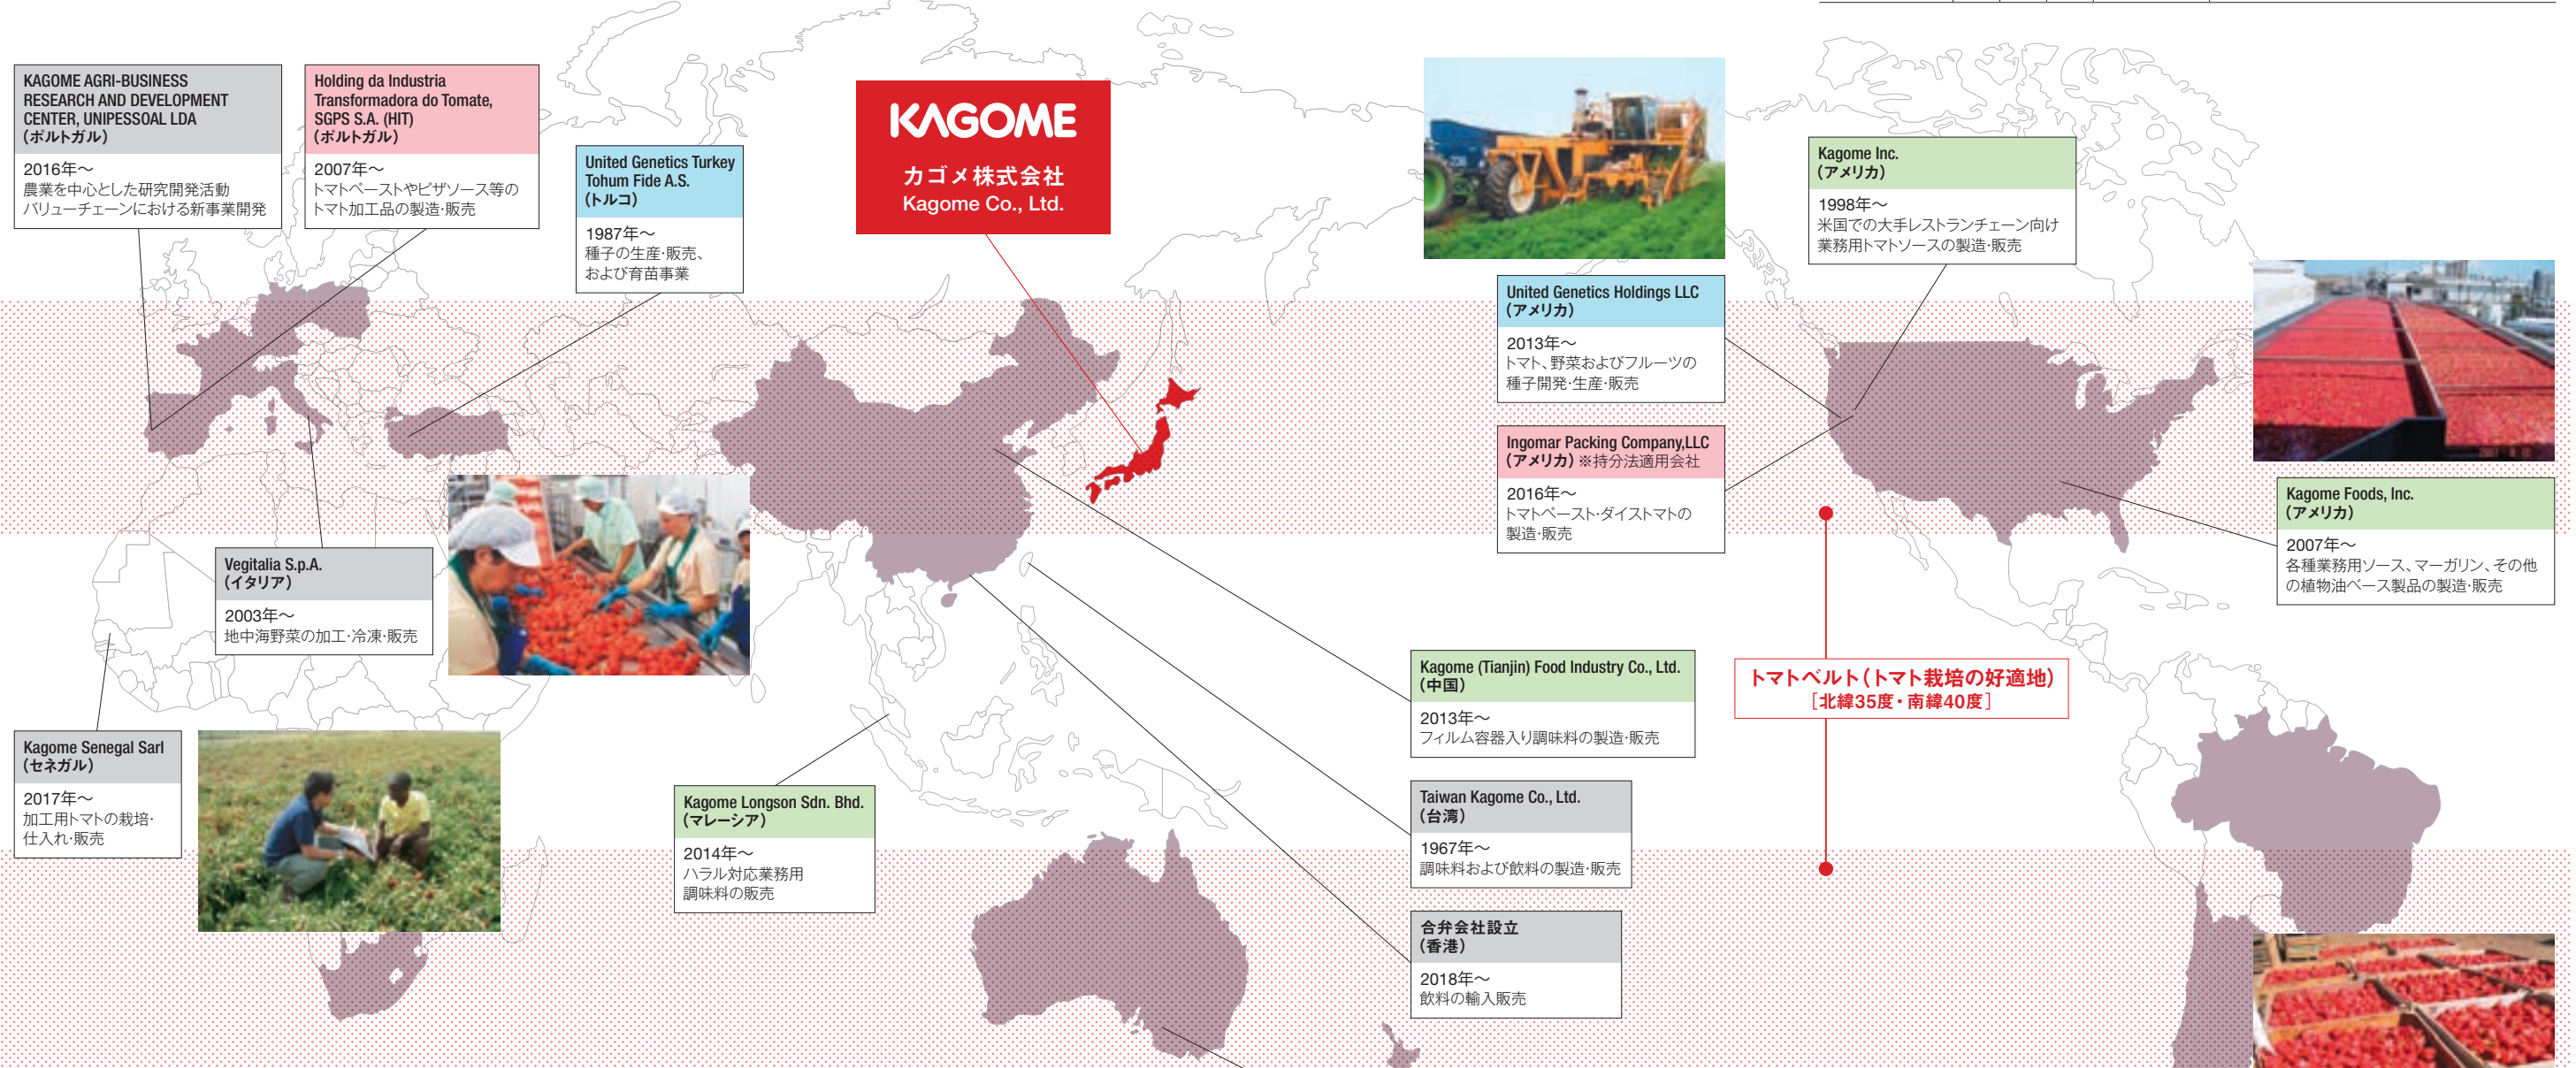 KAGOME AGRI-BUSINESS
RESEARCH AND DEVELOPMENT
CENTER, UNIPESSOAL LDA
(ポルトガル)
2016年～
農業を中心とした研究開発活動
バリューチェーンにおける新事業開発
Holding da Industria
Transformadora do Tomate,
SGPS S.A. (HIT)
(ポルトガル)
2007年～
トマトペーストやピザソース等の
トマト加工品の製造・販売
United Genetics Turkey
Tohum Fide A.S.
(トルコ)
1987年～
種子の生産・販売、
および育苗事業
KAGOME
カゴメ株式会社
Kagome Co., Ltd.
Kagome Inc.
(アメリカ)
1998年～
米国での大手レストランチェーン向け
業務用トマトソースの製造・販売
United Genetics Holdings LLC
(アメリカ)
2013年～
トマト、野菜およびフルーツの
種子開発・生産・販売
Ingomar Packing Company,LLC
(アメリカ) ※持分法適用会社
2016年～
トマトペースト・ダイストマトの
製造・販売
Kagome Foods, Inc.
(アメリカ)
2007年～
各種業務用ソース、マーガリン、その他
の植物油ベース製品の製造・販売
Vegitalia S.p.A.
(イタリア)
2003年～
地中海野菜の加工・冷凍・販売
Kagome (Tianjin) Food Industry Co., Ltd.
(中国)
2013年～
フィルム容器入り調味料の製造・販売
トマトベルト(トマト栽培の好適地)
[北緯35度・南緯40度]
Kagome Senegal Sarl
(セネガル)
2017年～
加工用トマトの栽培・
仕入れ・販売
Kagome Longson Sdn. Bhd.
(マレーシア)
2014年～
ハラル対応業務用
調味料の販売
Taiwan Kagome Co., Ltd.
(台湾)
1967年～
調味料および飲料の製造・販売
合弁会社設立
(香港)
2018年～
飲料の輸入販売